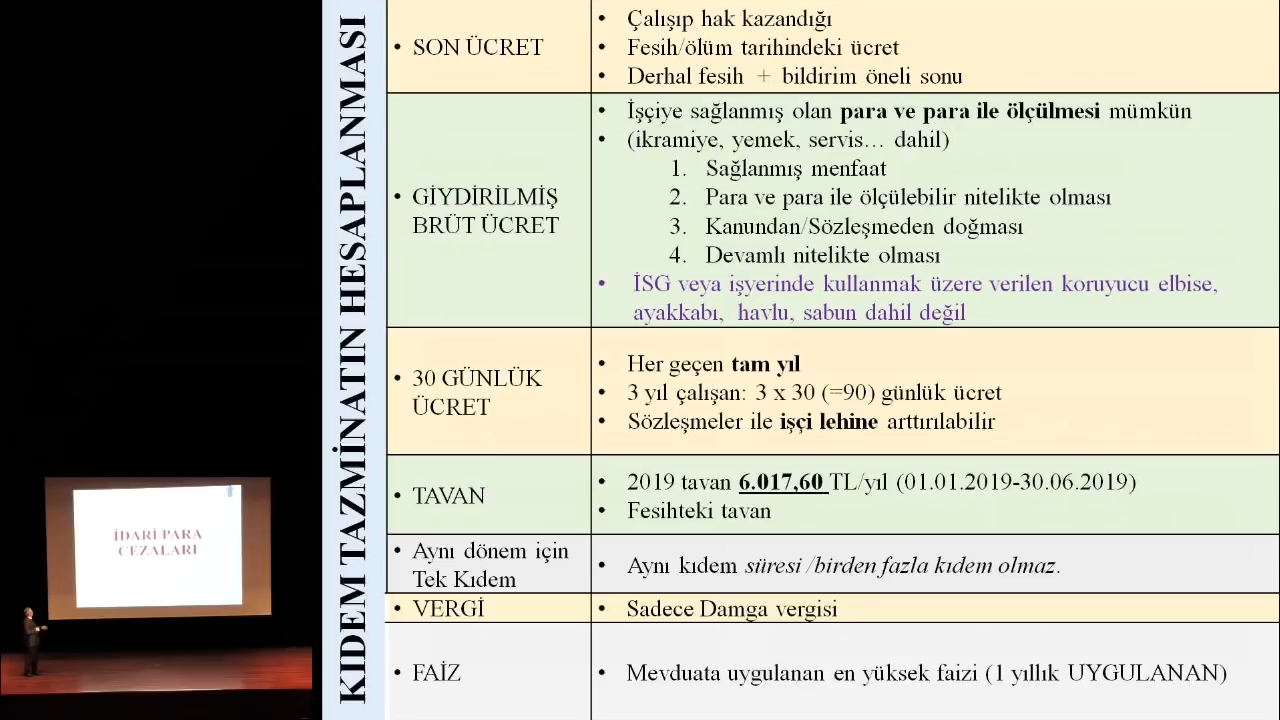 KIDEM TAZMİNATIN HESAPLANMASI
• SON ÜCRET
• Çalışıp hak kazandığı
• Fesih/ölüm tarihindeki ücret
• Derhal fesih + bildirim öneli sonu
• GİYDİRİLMİŞ
BRÜT ÜCRET
• İşçiye sağlanmış olan para ve para ile ölçülmesi mümkün
• (ikramiye, yemek, servis… dahil)
1. Sağlanmış menfaat
2. Para ve para ile ölçülebilir nitelikte olması
3. Kanundan/Sözleşmeden doğması
4. Devamlı nitelikte olması
• İSG veya işyerinde kullanmak üzere verilen koruyucu elbise,
ayakkabı, havlu, sabun dahil değil
• 30 GÜNLÜK
ÜCRET
• Her geçen tam yıl
• 3 yıl çalışan: 3 x 30 (=90) günlük ücret
• Sözleşmeler ile işçi lehine arttırılabilir
• TAVAN
• 2019 tavan 6.017,60 TL/yıl (01.01.2019-30.06.2019)
• Fesihteki tavan
• Aynı dönem için
Tek Kıdem
• Aynı kıdem süresi /birden fazla kıdem olmaz.
• VERGİ
• Sadece Damga vergisi
• FAİZ
• Mevduata uygulanan en yüksek faizi (1 yıllık UYGULANAN)
İDARİ PARA
CEZALARI